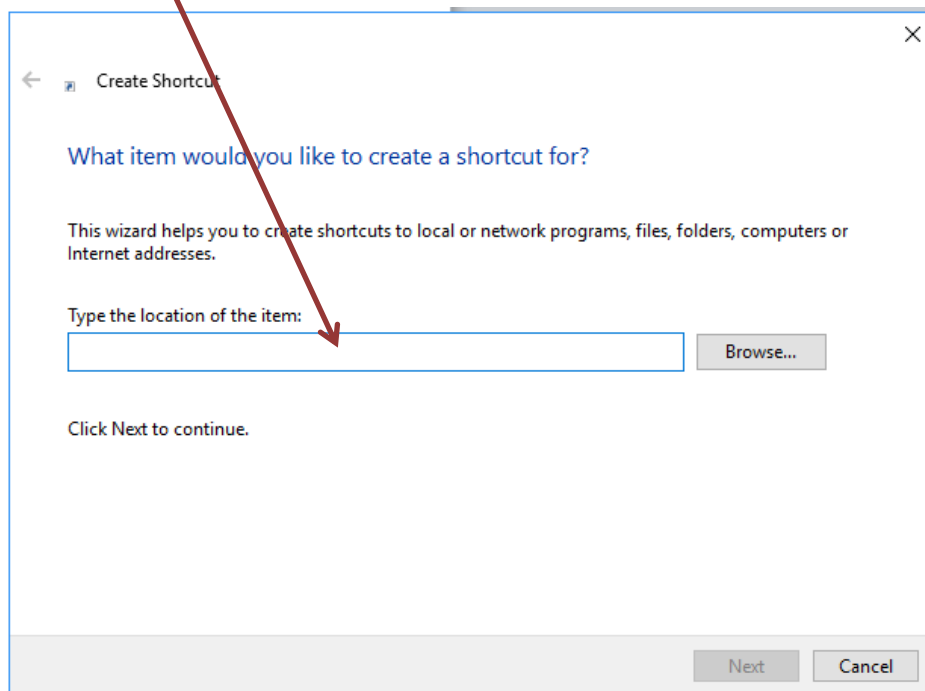 Create Shortcut
What item would you like to create a shortcut for?
This wizard helps you to create shortcuts to local or network programs, files, folders, computers or
Internet addresses.
Type the location of the item:
Browse...
Click Next to continue.
Next Cancel